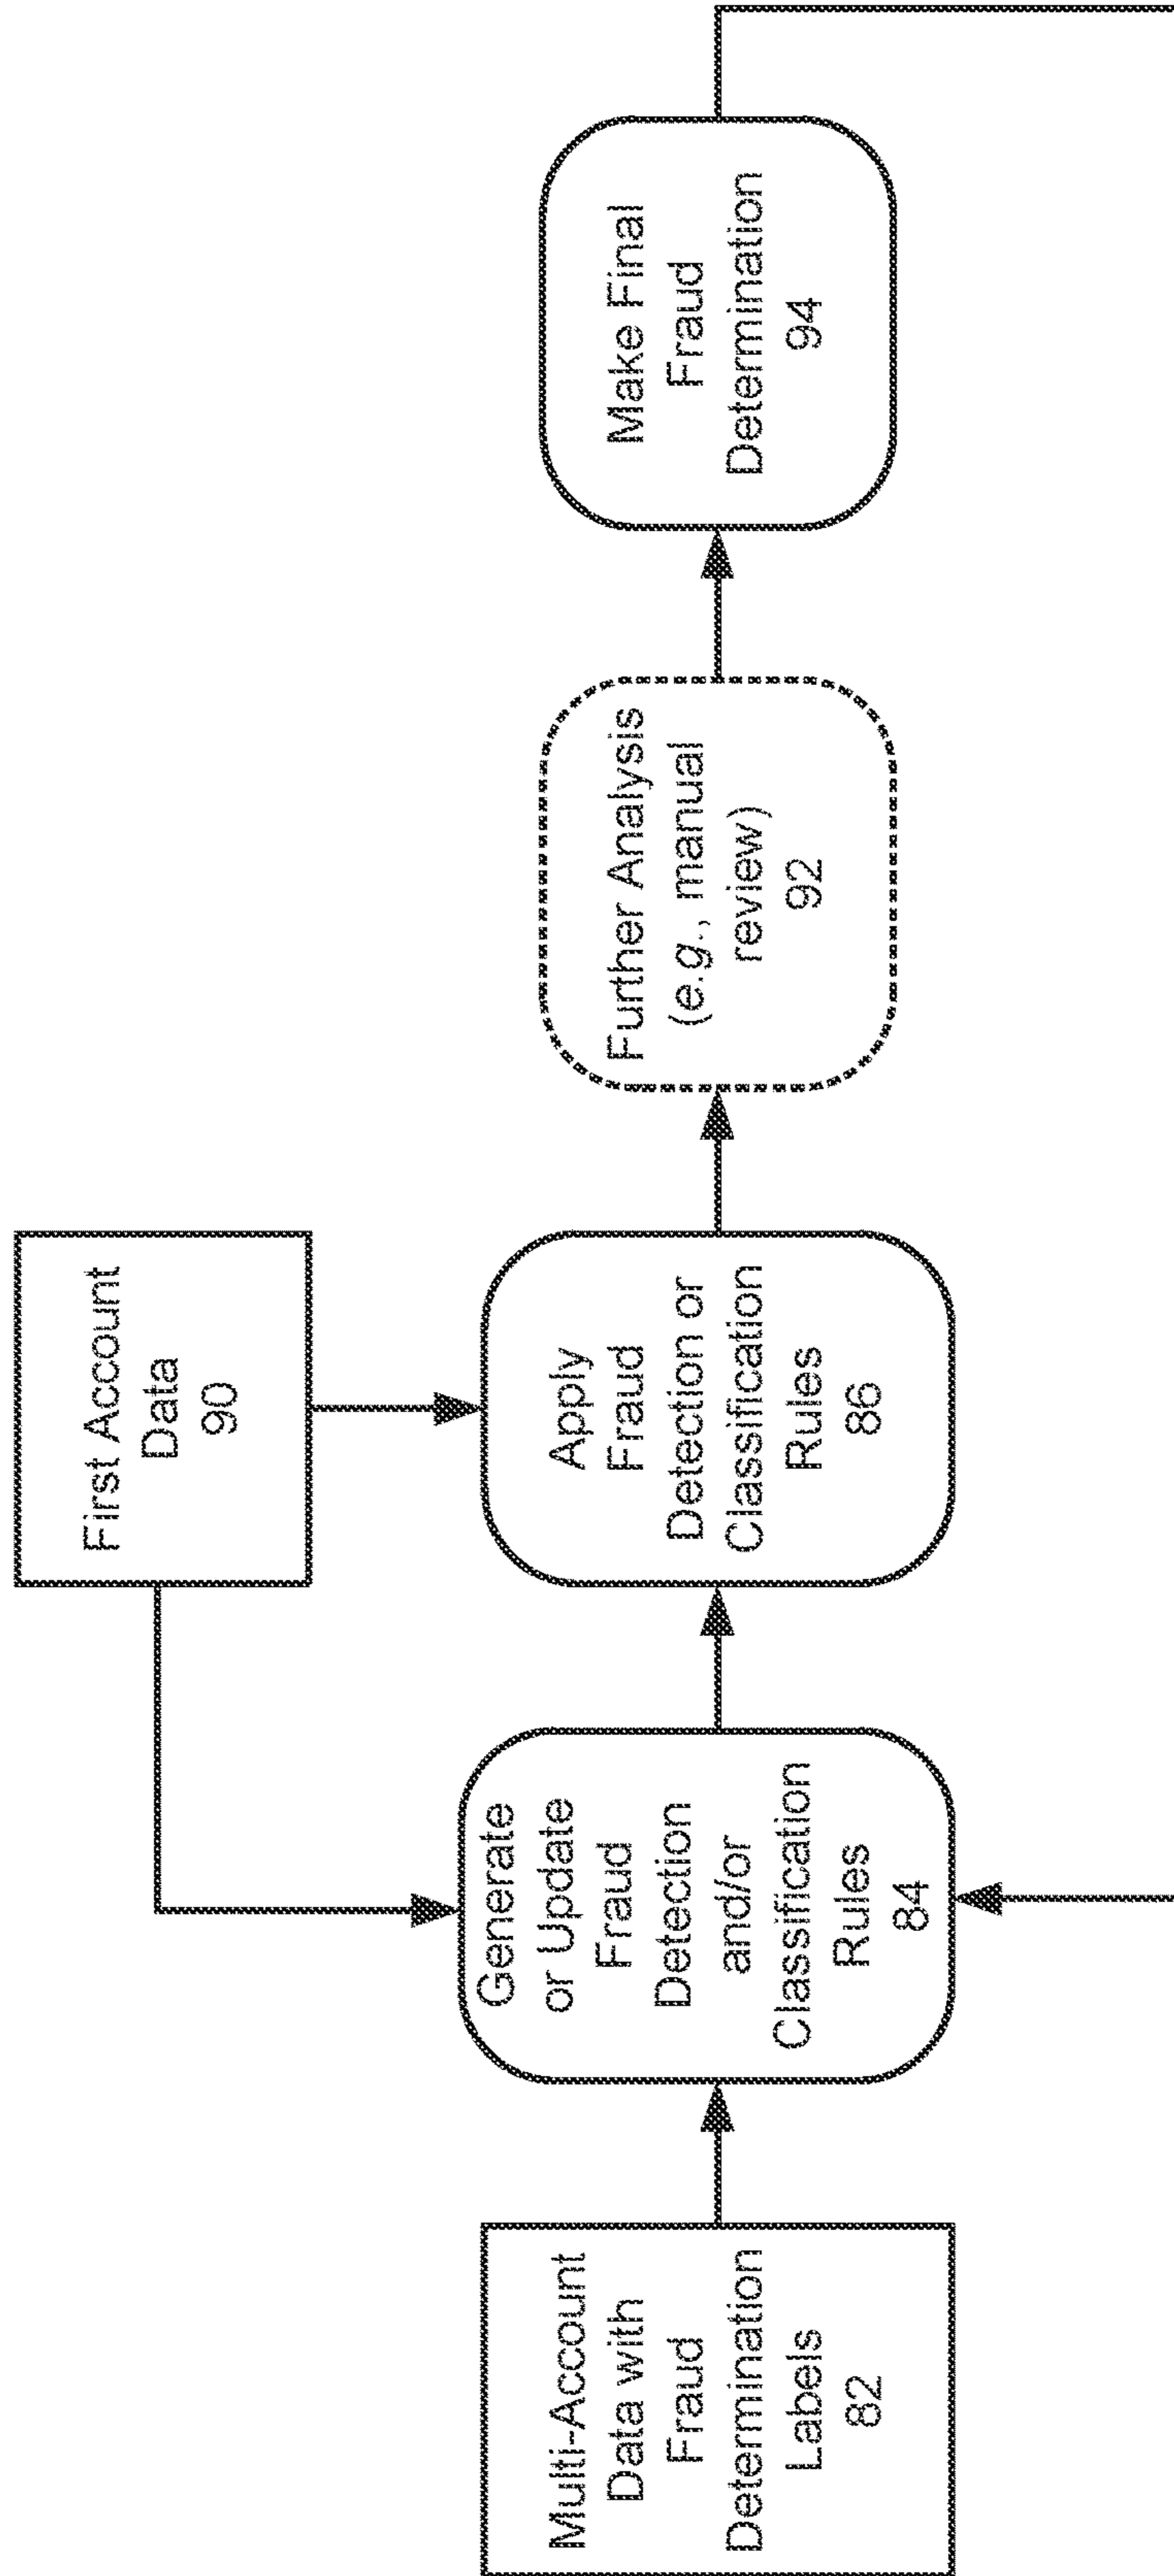 First Account
Data
90
Multi-Account
Data with
Fraud
Determination
Labels
82
Generate
or Update
Fraud
Detection
and/or
Classification
Rules
84
Apply
Fraud
Detection or
Classification
Rules
86
Further Analysis
(e.g., manual
review)
92
Make Final
Fraud
Determination
94